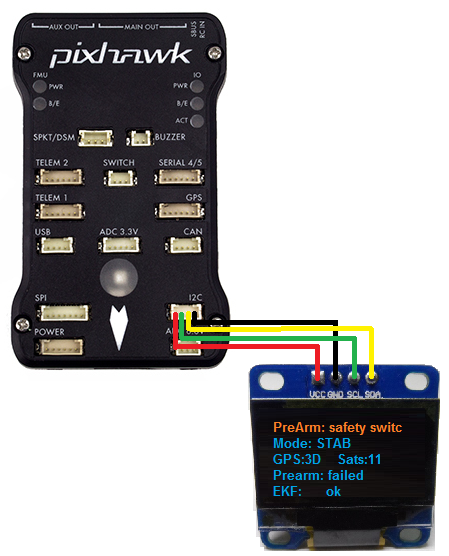 AUX OUT MAIN OUT
SBUS
RC IN
pixhawk
FMU IO
PWR PWR
B/E B/E
ACT
SPKT/DSM BUZZER
TELEM 2 SWITCH SERIAL 4/5
TELEM 1 GPS
USB ADC 3.3V CAN
SPI I2C
POWER
VCC GND SCL SDA
PreArm: safety switc
Mode: STAB
GPS:3D Sats:11
Prearm: failed
EKF: ok